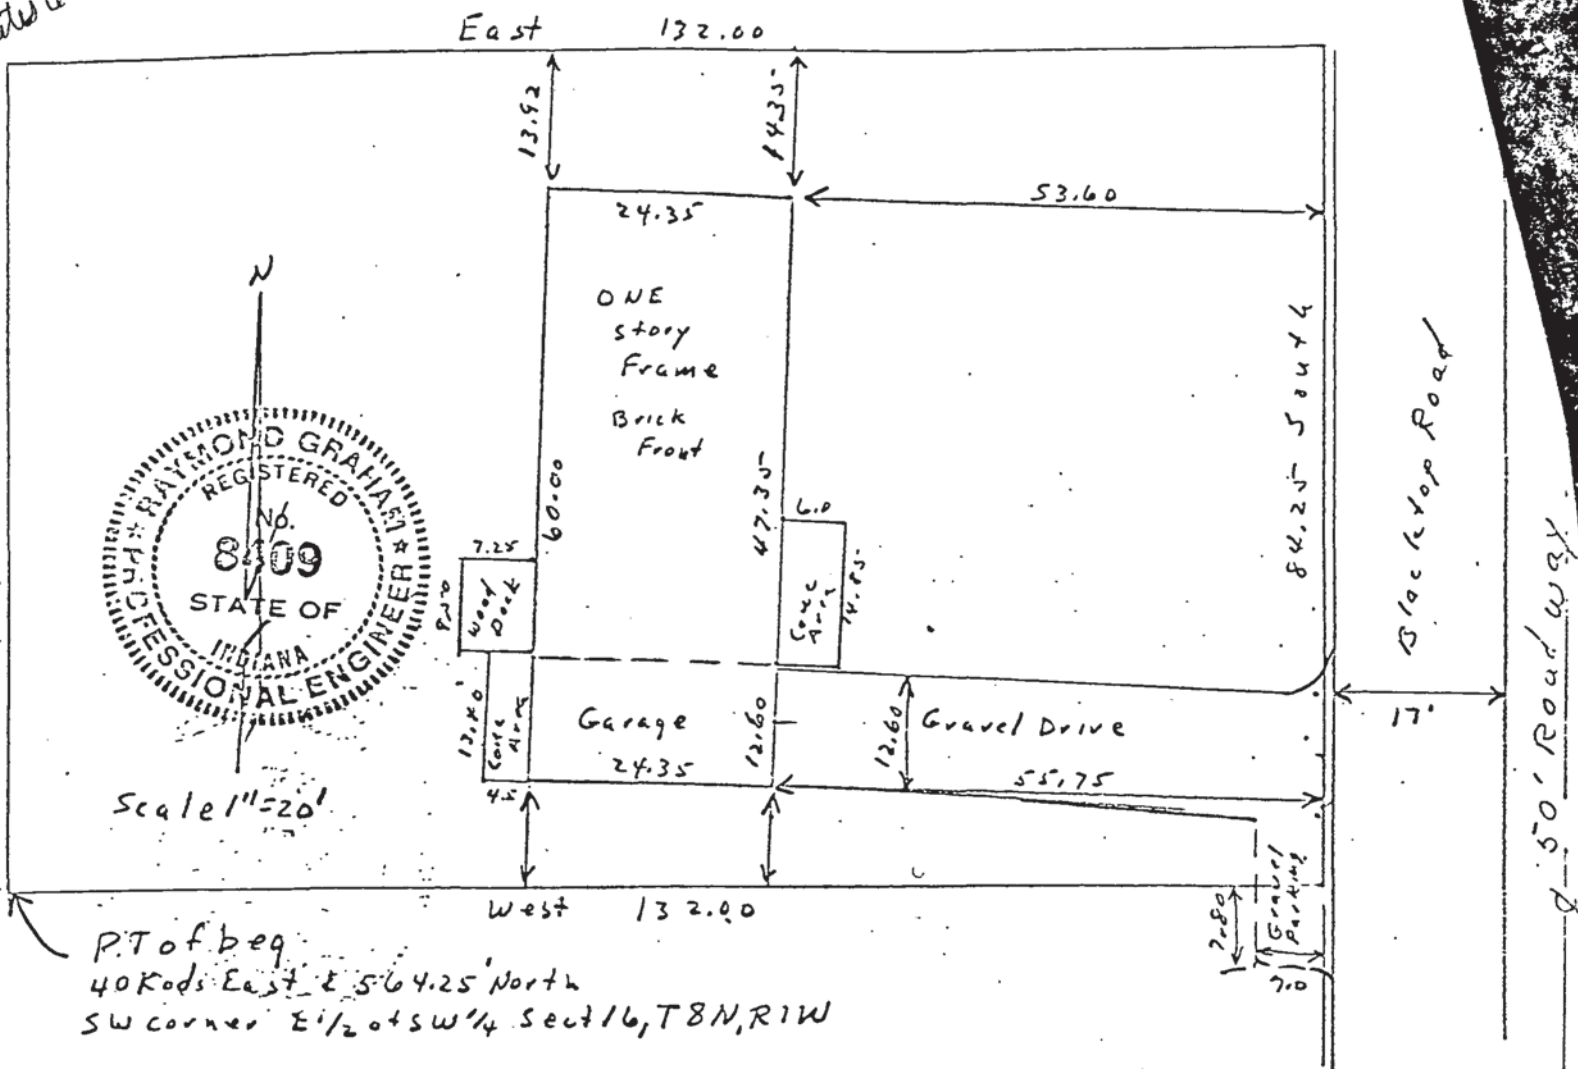 East 132.00
13.92
14.35
24.35
53.60
N
ONE
story
Frame
Brick
Front
60.00
47.35
84.25 South
Blacktop Road
50' Road Way
RAYMOND GRAHAM
REGISTERED
No.
STATE OF
INDIANA
PROFESSIONAL ENGINEER
7.25
Wood
Deck
6.0
Conc
Area
14.85
Conc
Area
4.5
Garage
24.35
12.60
12.60
Gravel Drive
55.75
17'
Scale 1"=20'
West 132.00
Gravel
Parking
7.80
P.T of beg
40 Rods East & 564.25' North
SW corner E1/2 of SW1/4 Sect 16, T8N, R1W